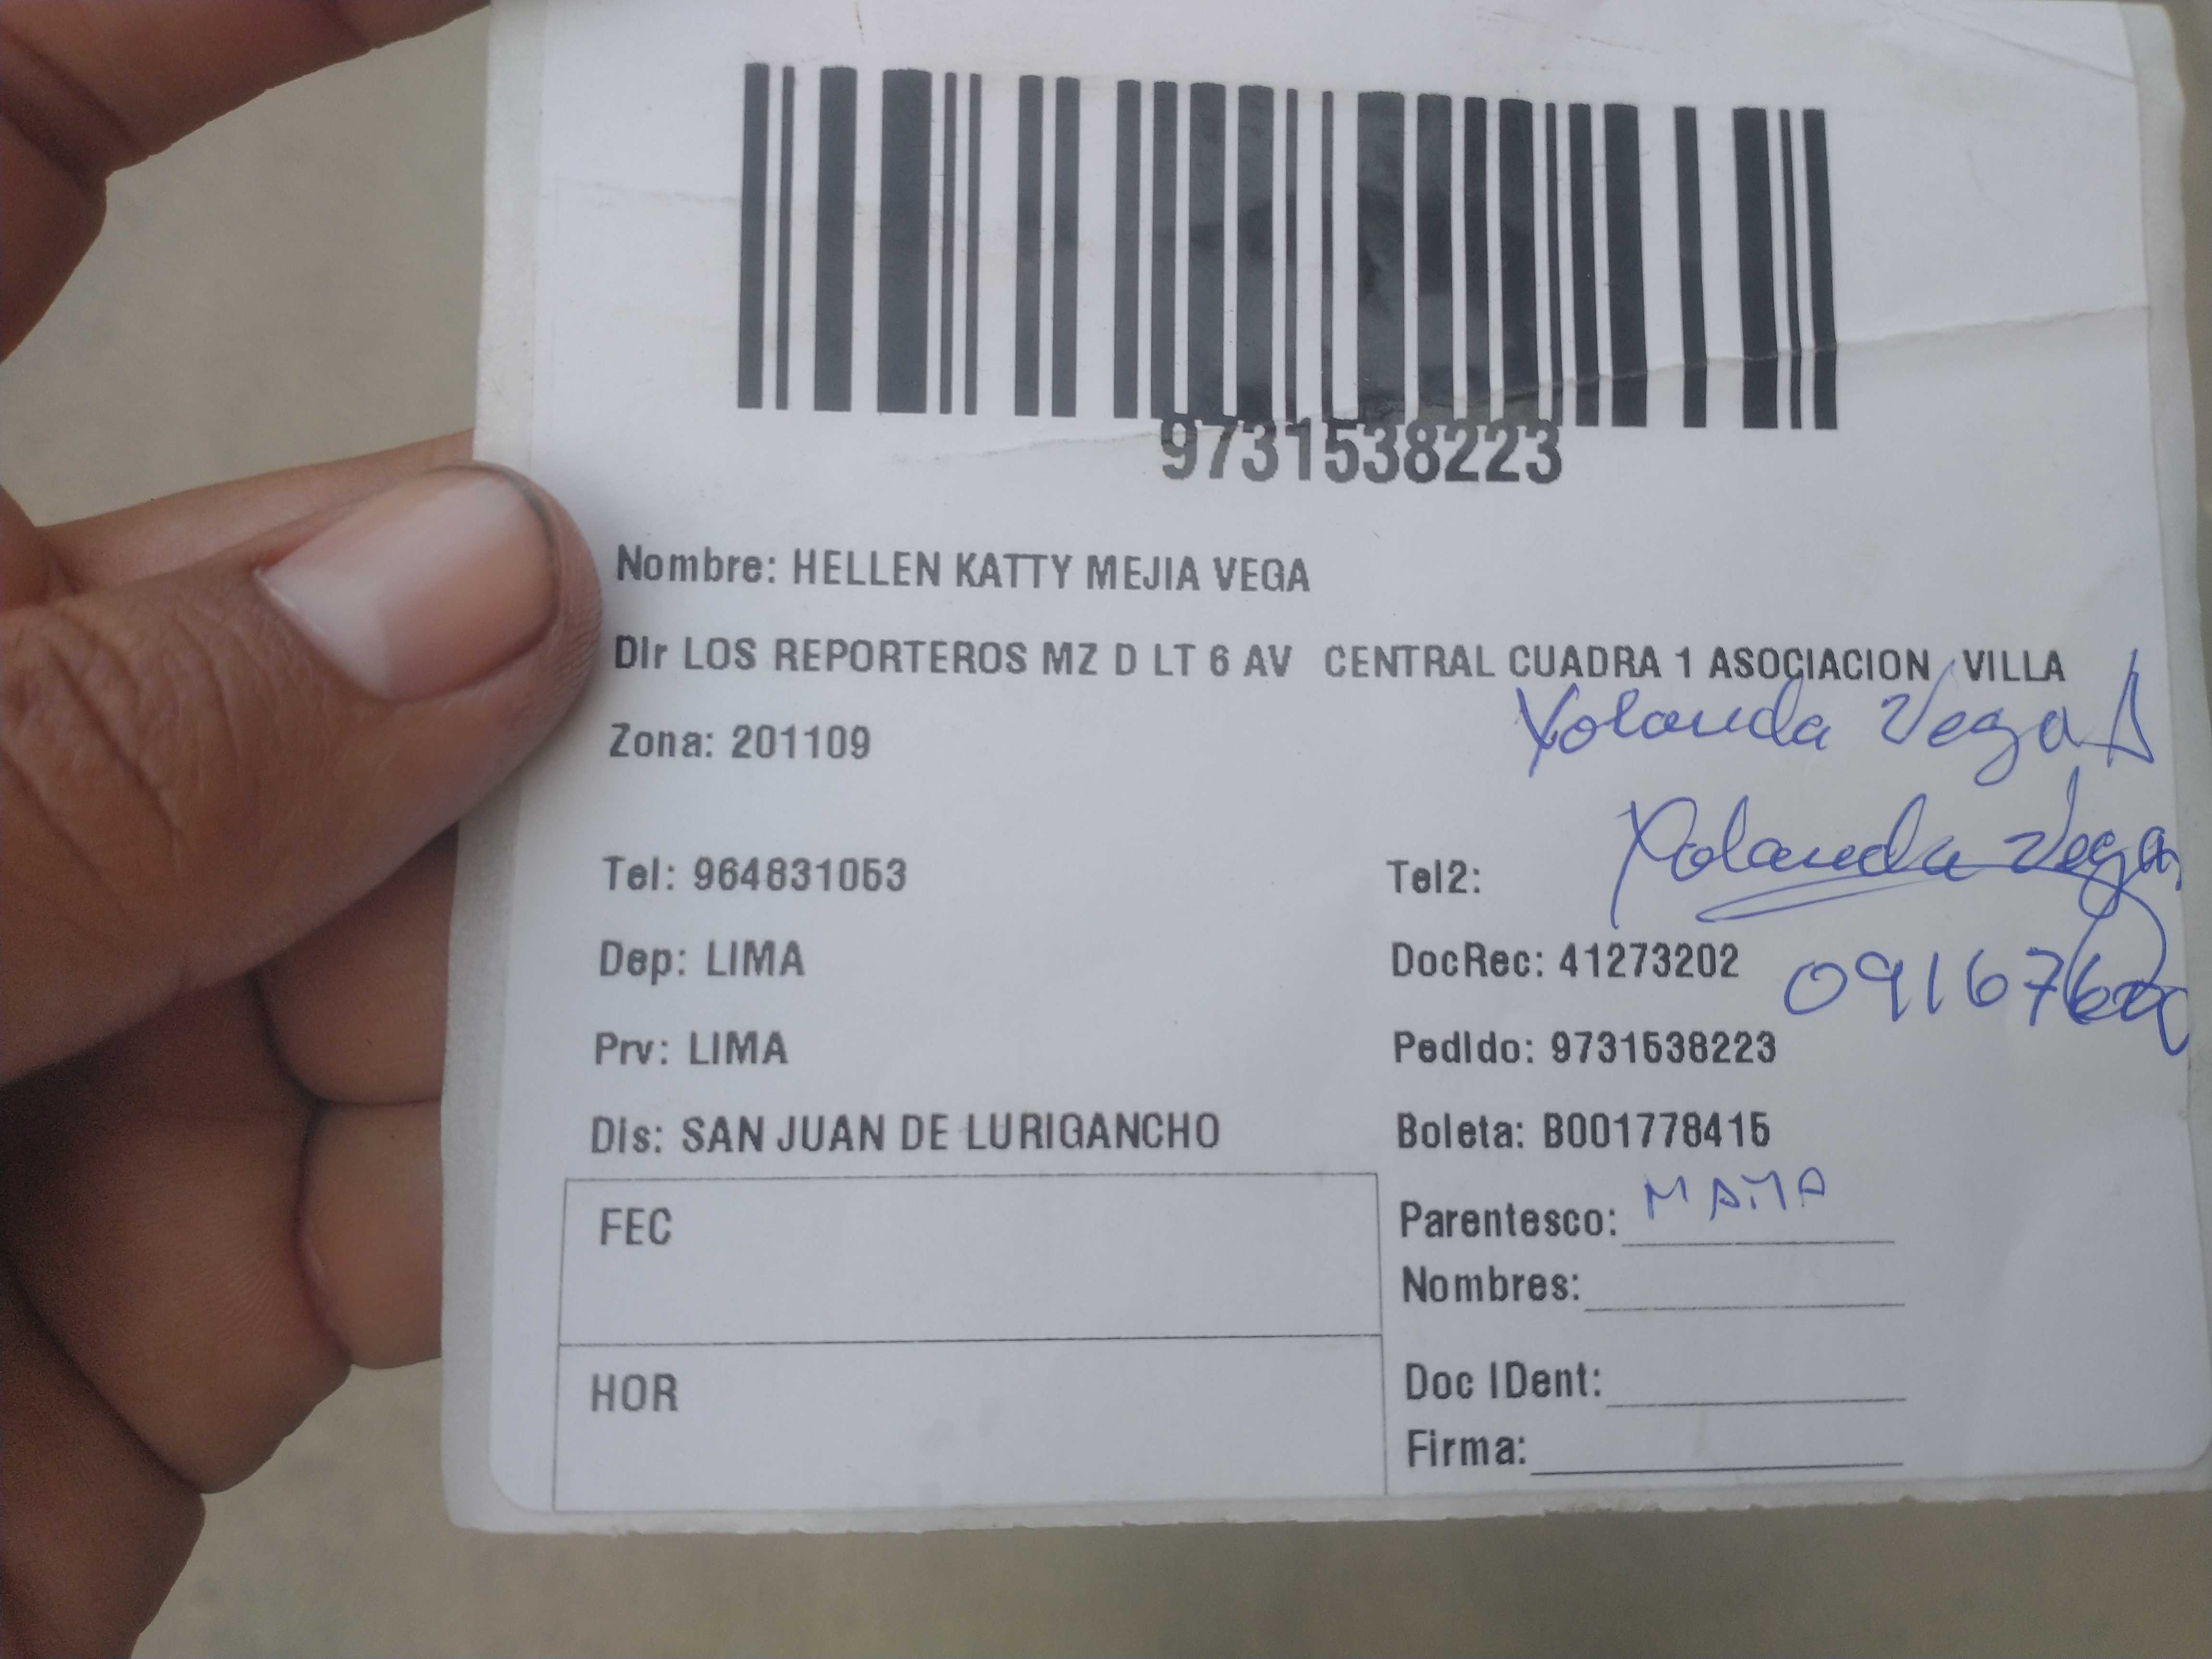 9731538223
Nombre: HELLEN KATTY MEJIA VEGA
Dir LOS REPORTEROS MZ D LT 6 AV CENTRAL CUADRA 1 ASOCIACION VILLA
Yolanda Vega
Zona: 201109
Yolanda Vega
Tel: 964831053 Tel2:
Dep: LIMA DocRec: 41273202
Prv: LIMA Pedido: 9731538223
Dis: SAN JUAN DE LURIGANCHO Boleta: B001778415
FEC Parentesco: MAMA
Nombres:
HOR Doc IDent:
Firma: